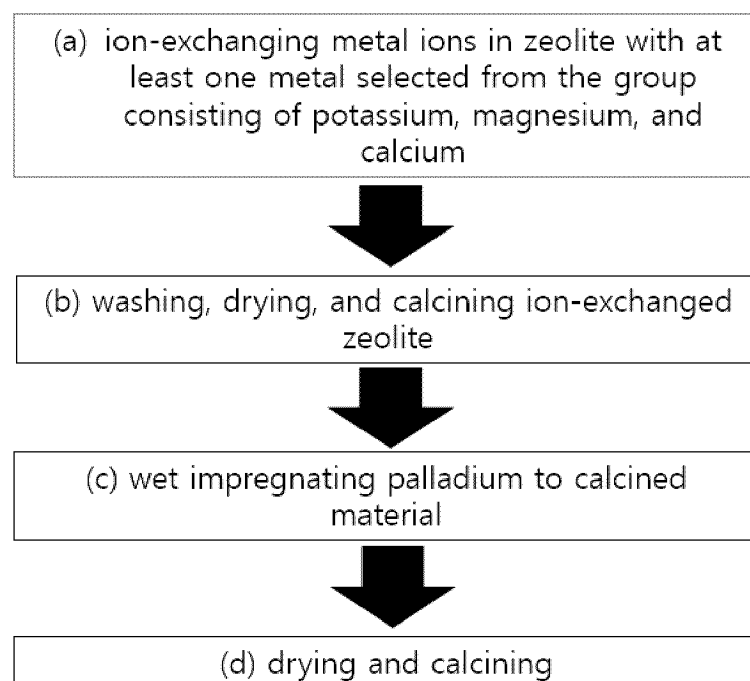 (a) ion-exchanging metal ions in zeolite with at
least one metal selected from the group
consisting of potassium, magnesium, and
calcium
(b) washing, drying, and calcining ion-exchanged
zeolite
(c) wet impregnating palladium to calcined
material
(d) drying and calcining